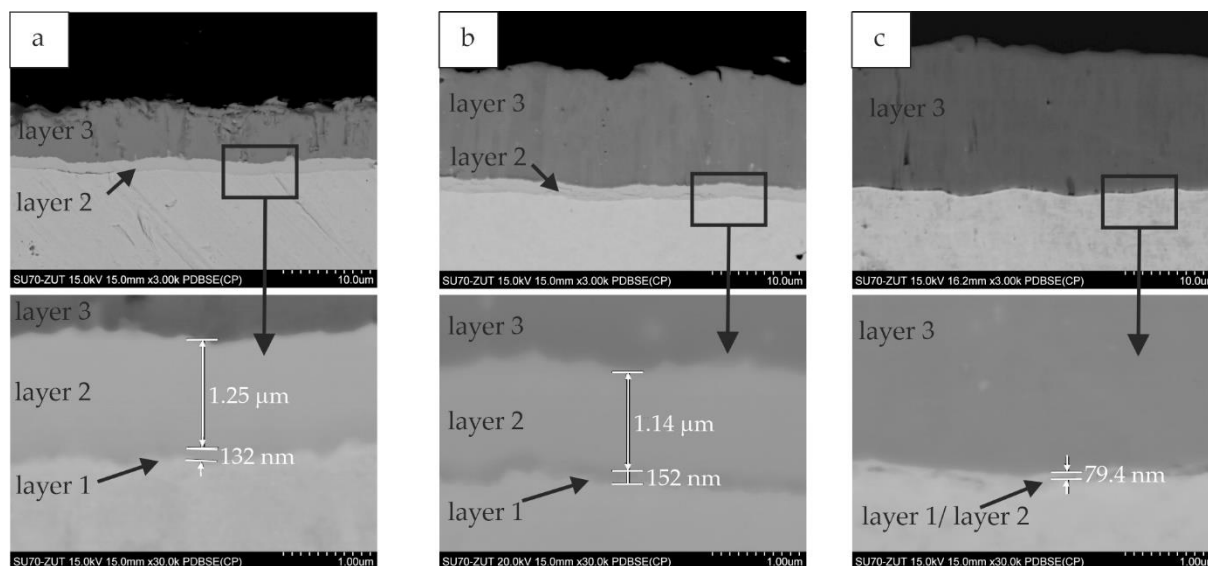 a
layer 3
layer 2
SU70-ZUT 15.0kV 15.0mm x3.00k PDBSE(CP)
10.0um
layer 3
layer 2
1.25 µm
132 nm
layer 1
SU70-ZUT 15.0kV 15.0mm x30.0k PDBSE(CP)
1.00um
b
layer 3
layer 2
SU70-ZUT 15.0kV 15.0mm x3.00k PDBSE(CP)
10.0um
layer 3
layer 2
1.14 µm
152 nm
layer 1
SU70-ZUT 20.0kV 15.0mm x30.0k PDBSE(CP)
1.00um
c
layer 3
SU70-ZUT 15.0kV 16.2mm x3.00k PDBSE(CP)
10.0um
layer 3
79.4 nm
layer 1/ layer 2
SU70-ZUT 15.0kV 15.0mm x30.0k PDBSE(CP)
1.00um